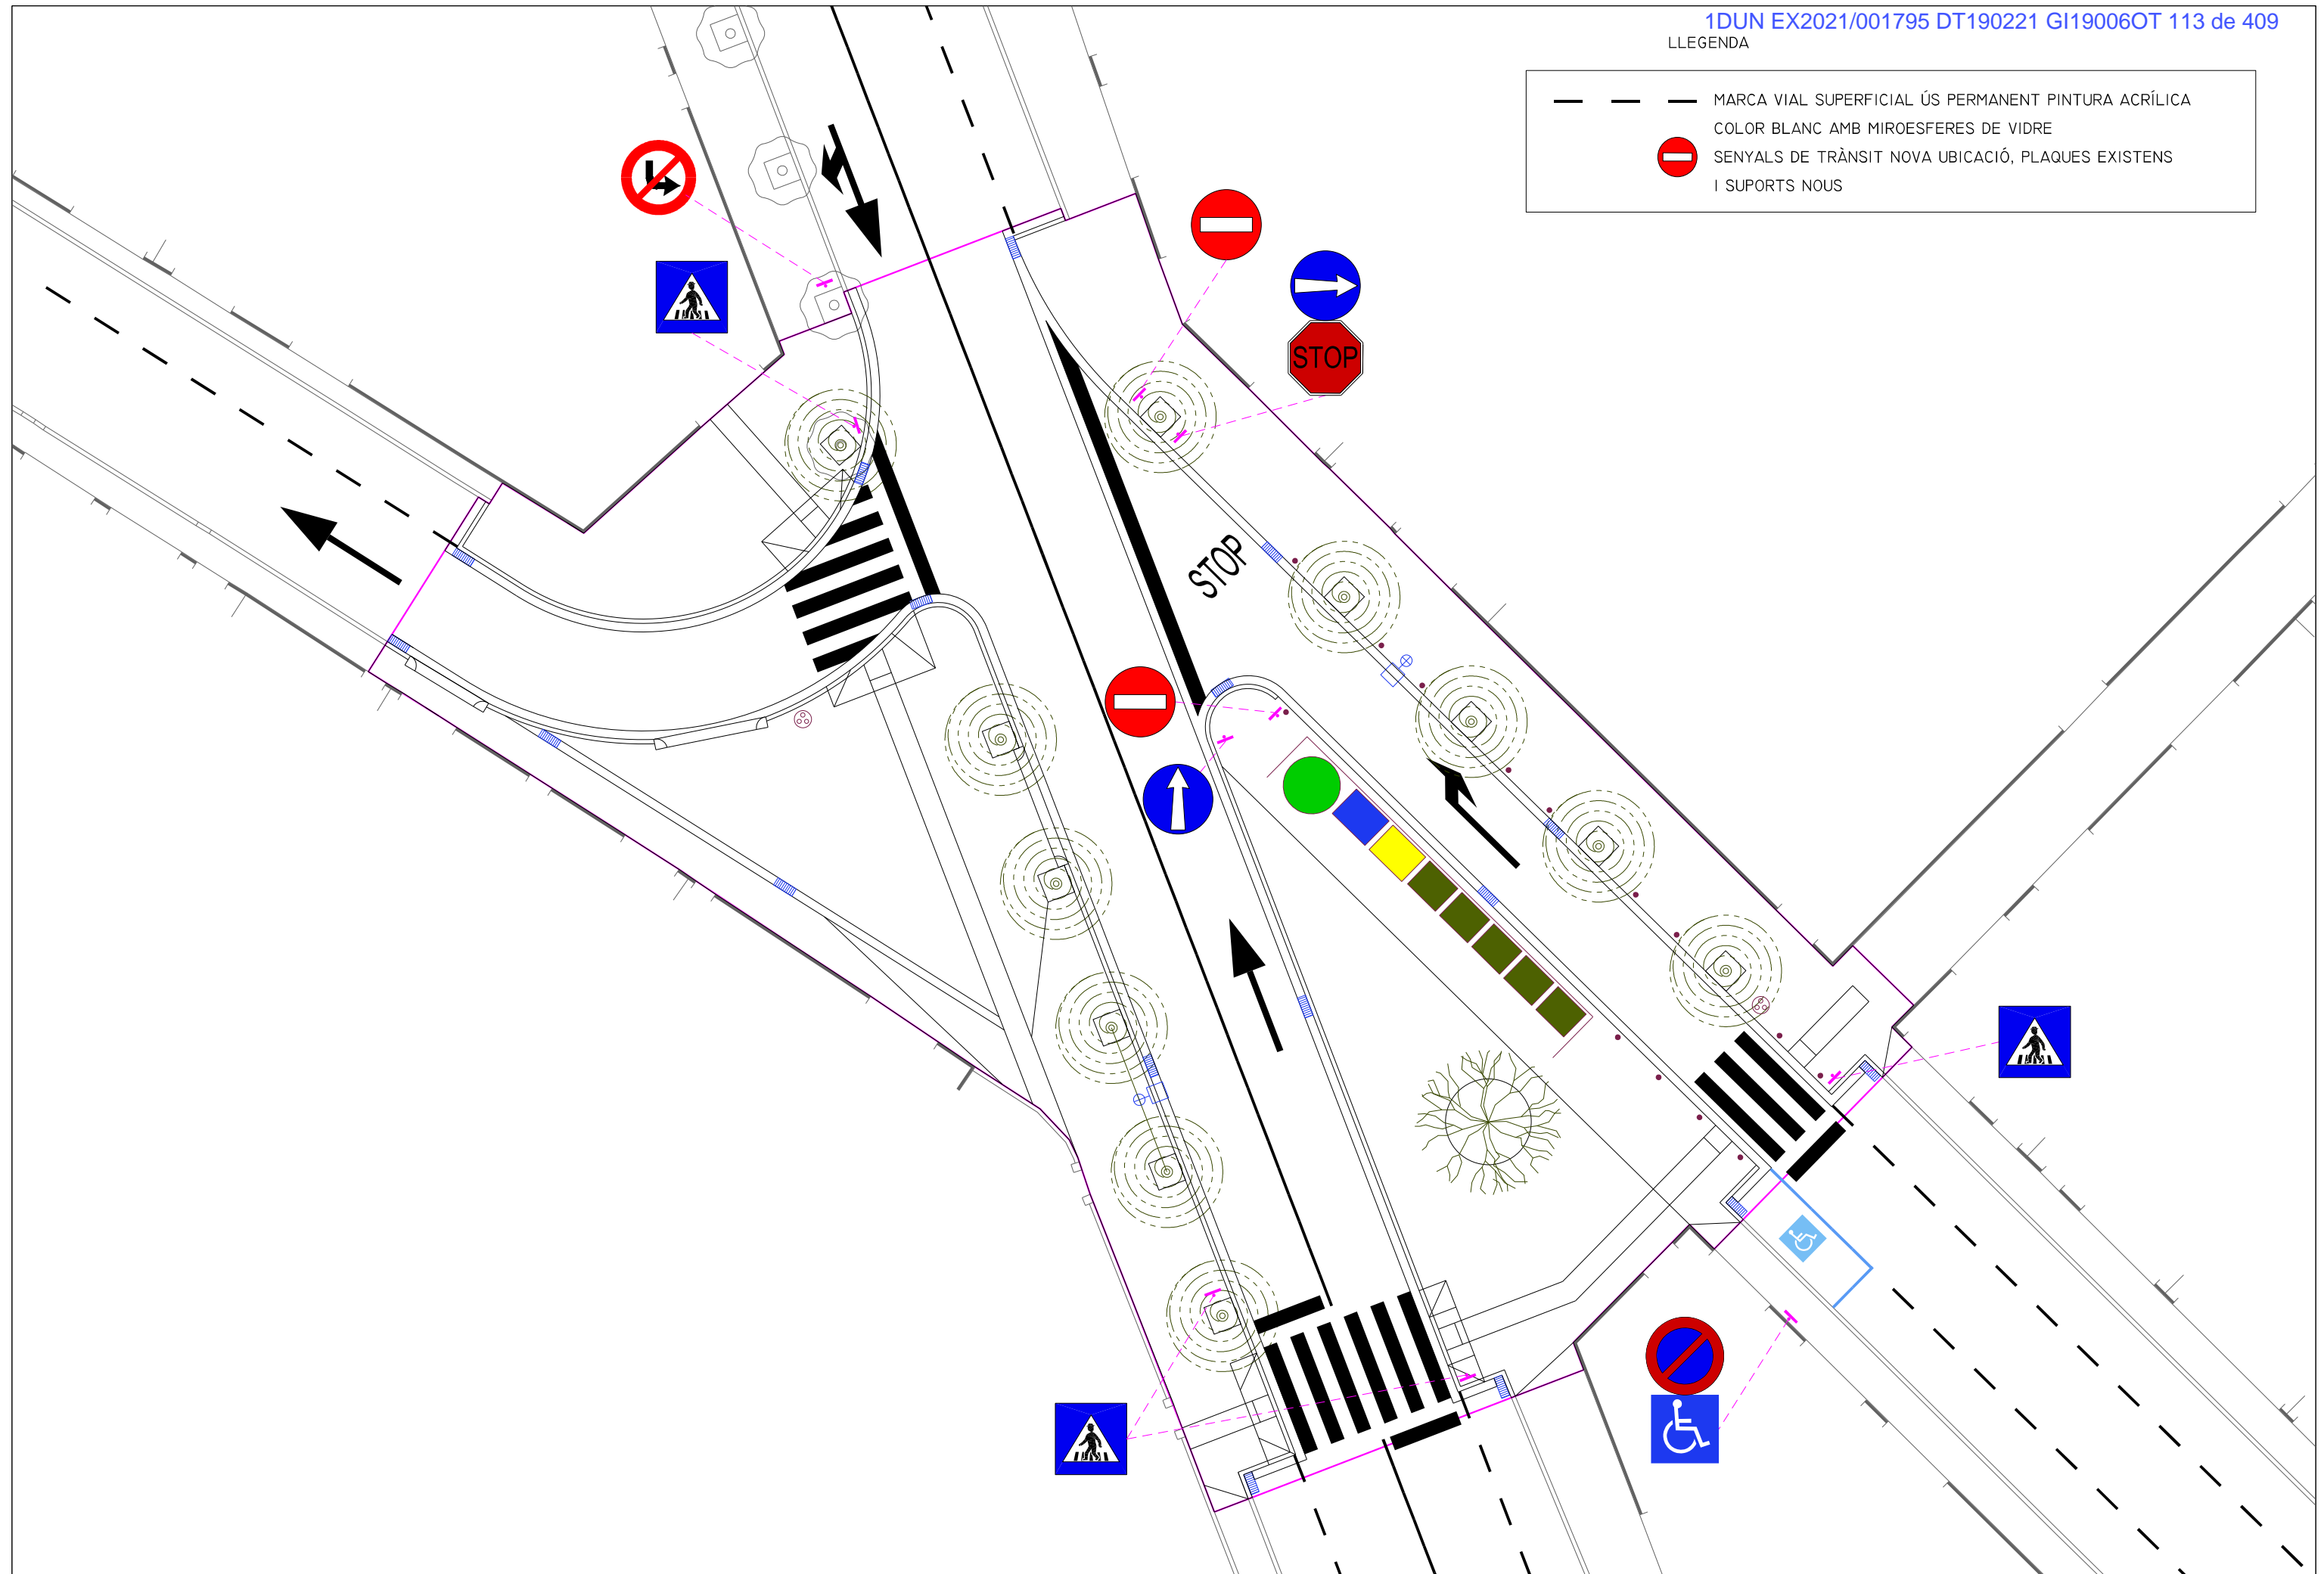 1DUN EX2021/001795 DT190221 GI19006OT 113 de 409
LLEGENDA
MARCA VIAL SUPERFICIAL ÚS PERMANENT PINTURA ACRÍLICA
COLOR BLANC AMB MIROESFERES DE VIDRE
SENYALS DE TRÀNSIT NOVA UBICACIÓ, PLAQUES EXISTENS
I SUPORTS NOUS
STOP
STOP